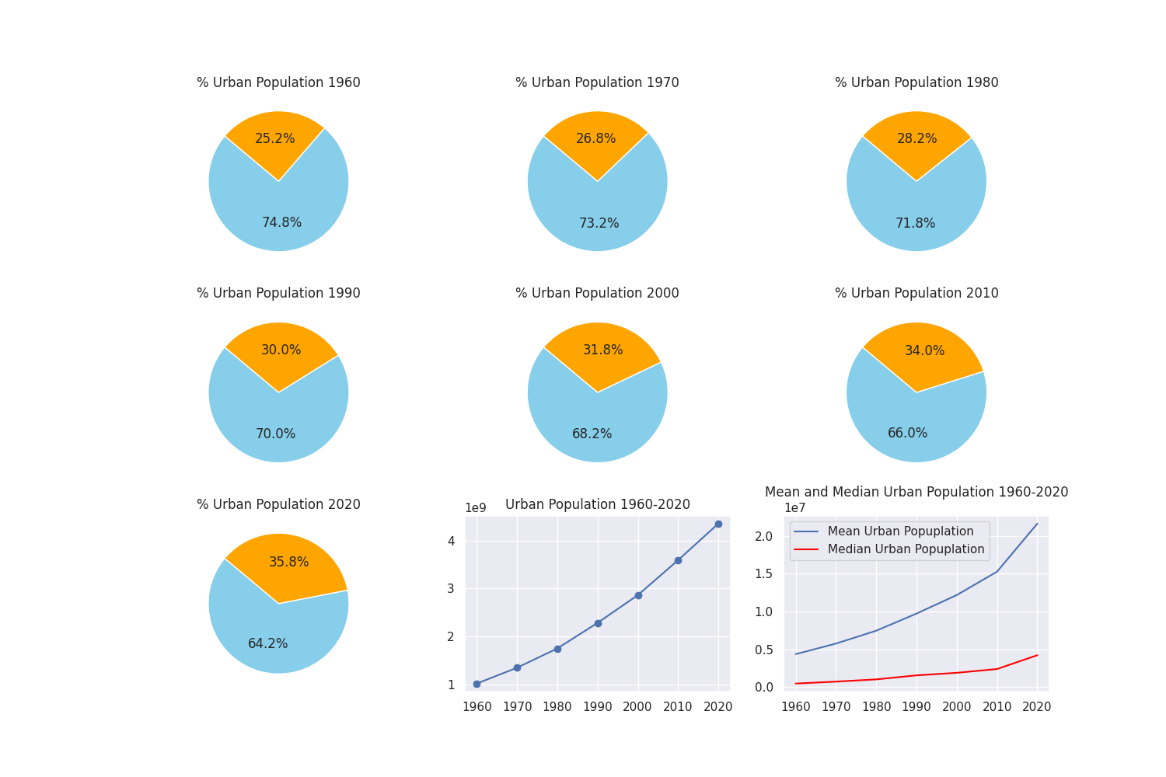 % Urban Population 1960
25.2%
74.8%
% Urban Population 1970
26.8%
73.2%
% Urban Population 1980
28.2%
71.8%
% Urban Population 1990
30.0%
70.0%
% Urban Population 2000
31.8%
68.2%
% Urban Population 2010
34.0%
66.0%
% Urban Population 2020
35.8%
64.2%
Urban Population 1960-2020
1e9
4
3
2
1
1960 1970 1980 1990 2000 2010 2020
Mean and Median Urban Population 1960-2020
1e7
Mean Urban Popuplation
Median Urban Popuplation
2.0
1.5
1.0
0.5
0.0
1960 1970 1980 1990 2000 2010 2020